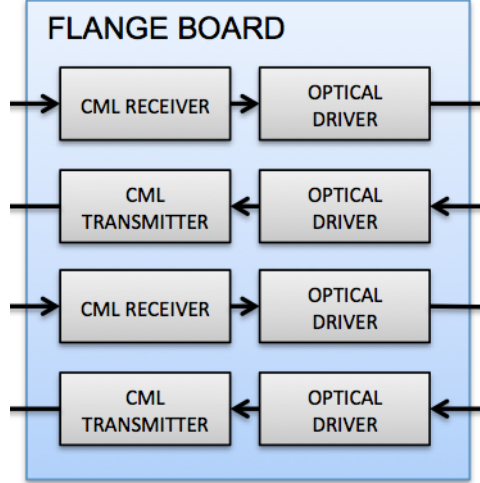 FLANGE BOARD
CML RECEIVER
OPTICAL
DRIVER
CML
TRANSMITTER
OPTICAL
DRIVER
CML RECEIVER
OPTICAL
DRIVER
CML
TRANSMITTER
OPTICAL
DRIVER